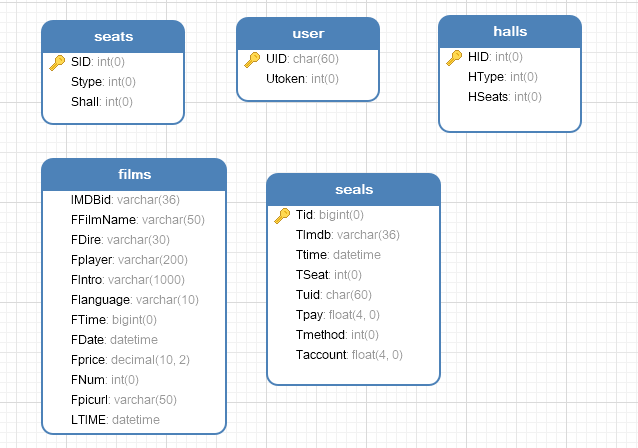 seats
SID: int(0)
Stype: int(0)
Shall: int(0)
user
UID: char(60)
Utoken: int(0)
halls
HID: int(0)
HType: int(0)
HSeats: int(0)
films
IMDBid: varchar(36)
FFilmName: varchar(50)
FDire: varchar(30)
Fplayer: varchar(200)
FIntro: varchar(1000)
Flanguage: varchar(10)
FTime: bigint(0)
FDate: datetime
Fprice: decimal(10, 2)
FNum: int(0)
Fpicurl: varchar(50)
LTIME: datetime
seals
Tid: bigint(0)
TImdb: varchar(36)
Ttime: datetime
TSeat: int(0)
Tuid: char(60)
Tpay: float(4, 0)
Tmethod: int(0)
Taccount: float(4, 0)